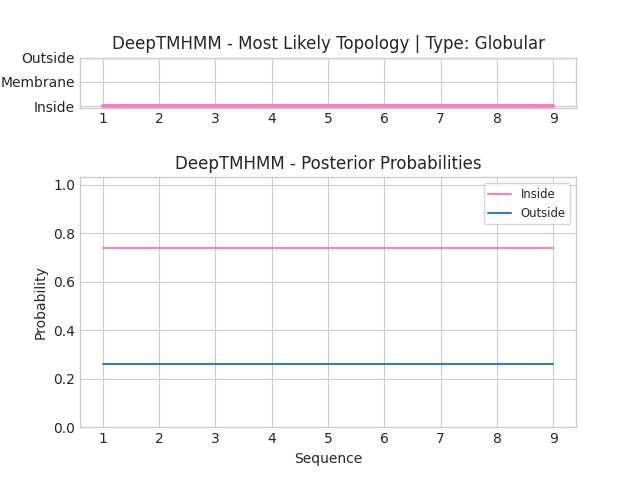 DeepTMHMM - Most Likely Topology | Type: Globular
Outside
Membrane
Inside
1 2 3 4 5 6 7 8 9
DeepTMHMM - Posterior Probabilities
1.0
0.8
0.6
0.4
0.2
0.0
Probability
Inside
Outside
1 2 3 4 5 6 7 8 9
Sequence